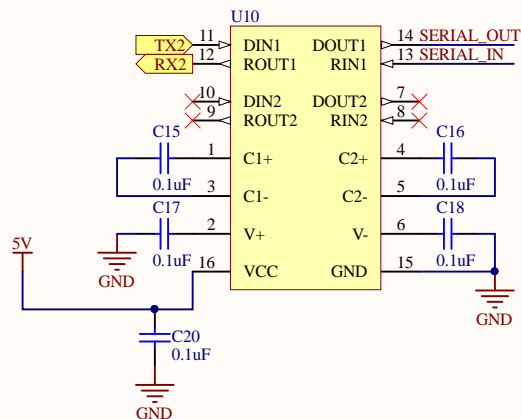 U10
TX2 11 DIN1 DOUT1 14 SERIAL_OUT
RX2 12 ROUT1 RIN1 13 SERIAL_IN
10 DIN2 DOUT2 7
9 ROUT2 RIN2 8
C15 C16
1 C1+ C2+ 4
0.1uF 0.1uF
3 C1- C2- 5
C17 C18
2 V+ V- 6
0.1uF 0.1uF
5V
16 VCC GND 15
GND
GND
C20
0.1uF
GND